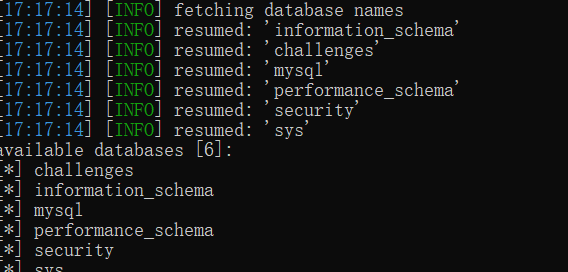 [17:17:14] [INFO] fetching database names
[17:17:14] [INFO] resumed: 'information_schema'
[17:17:14] [INFO] resumed: 'challenges'
[17:17:14] [INFO] resumed: 'mysql'
[17:17:14] [INFO] resumed: 'performance_schema'
[17:17:14] [INFO] resumed: 'security'
[17:17:14] [INFO] resumed: 'sys'
available databases [6]:
[*] challenges
[*] information_schema
[*] mysql
[*] performance_schema
[*] security
[*] sys